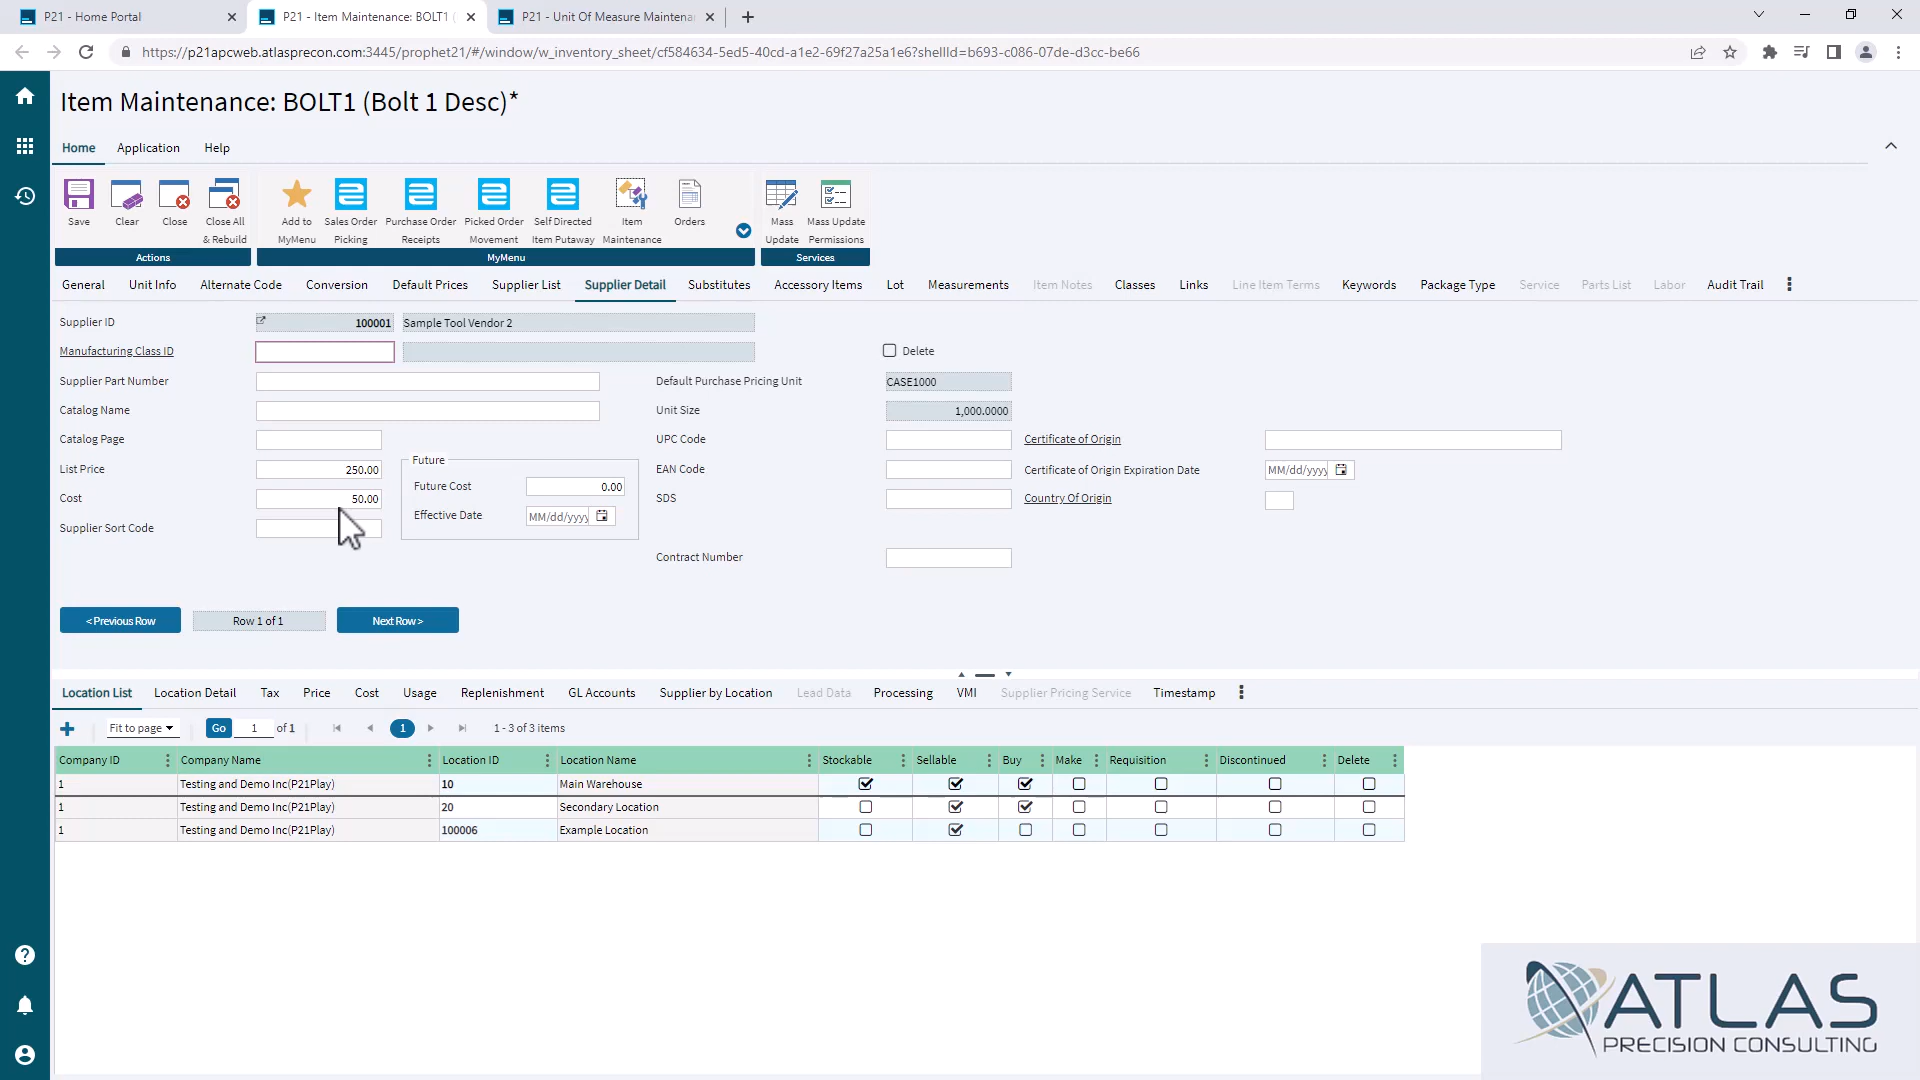 P21 - Home Portal
P21 - Item Maintenance: BOLT1 (
P21 - Unit Of Measure Maintena
https://p21apcweb.atlasprecon.com:3445/prophet21/#/window/w_inventory_sheet/cf584634-5ed5-40cd-a1e2-69f27a25a1e6?shellId=b693-c086-07de-d3cc-be66
Item Maintenance: BOLT1 (Bolt 1 Desc)*
Home Application Help
Save Clear Close Close All & Rebuild
Add to MyMenu Sales Order Picking Purchase Order Receipts Picked Order Movement Self Directed Item Putaway Item Maintenance Orders
Mass Update Mass Update Permissions
Actions MyMenu Services
General Unit Info Alternate Code Conversion Default Prices Supplier List Supplier Detail Substitutes Accessory Items Lot Measurements Item Notes Classes Links Line Item Terms Keywords Package Type Service Parts List Labor Audit Trail
Supplier ID 100001 Sample Tool Vendor 2
Manufacturing Class ID Delete
Supplier Part Number Default Purchase Pricing Unit CASE1000
Catalog Name Unit Size 1,000.0000
Catalog Page UPC Code Certificate of Origin
List Price 250.00 Future EAN Code Certificate of Origin Expiration Date MM/dd/yyyy
Future Cost 0.00
Cost 50.00 SDS Country Of Origin
Effective Date MM/dd/yyyy
Supplier Sort Code
Contract Number
< Previous Row Row 1 of 1 Next Row >
Location List Location Detail Tax Price Cost Usage Replenishment GL Accounts Supplier by Location Lead Data Processing VMI Supplier Pricing Service Timestamp
Fit to page Go 1 of 1 1 1 - 3 of 3 items
Company ID Company Name Location ID Location Name Stockable Sellable Buy Make Requisition Discontinued Delete
1 Testing and Demo Inc(P21Play) 10 Main Warehouse
1 Testing and Demo Inc(P21Play) 20 Secondary Location
1 Testing and Demo Inc(P21Play) 100006 Example Location
ATLAS
PRECISION CONSULTING